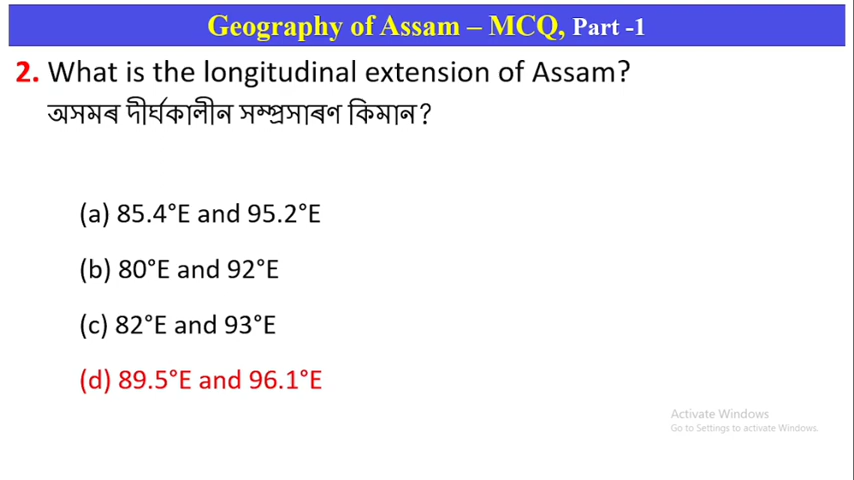 Geography of Assam – MCQ, Part -1
2. What is the longitudinal extension of Assam?
অসমৰ দীৰ্ঘকালীন সম্প্ৰসাৰণ কিমান?
(a) 85.4°E and 95.2°E
(b) 80°E and 92°E
(c) 82°E and 93°E
(d) 89.5°E and 96.1°E
Activate Windows
Go to Settings to activate Windows.